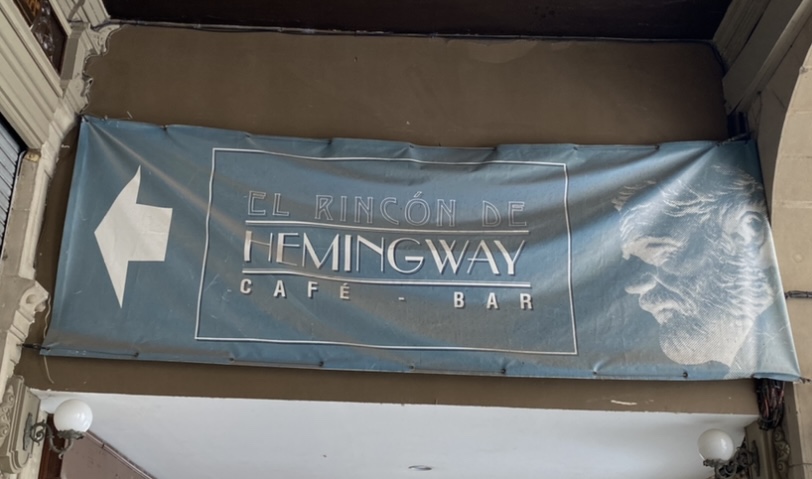 EL RINCÓN DE
HEMINGWAY
CAFÉ - BAR